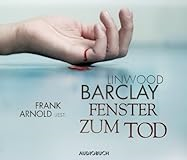 LINWOOD
BARCLAY
FRANK
ARNOLD LIEST
FENSTER
ZUM TOD
AUDIOBUCH